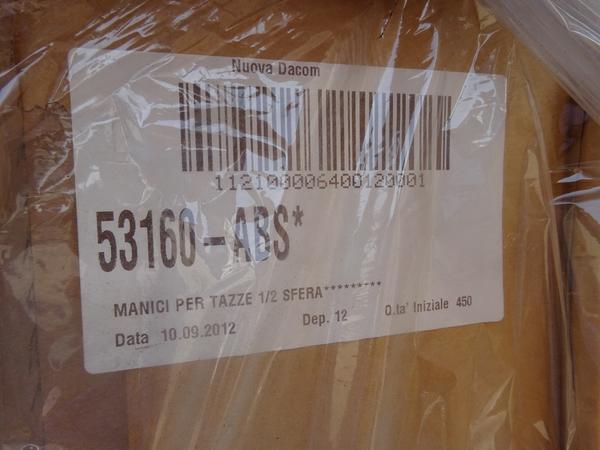 Nuova Dacom
112100006400120001
53160-ABS*
MANICI PER TAZZE 1/2 SFERA*********
Data 10.09.2012 Dep. 12 Q.ta' Iniziale 450